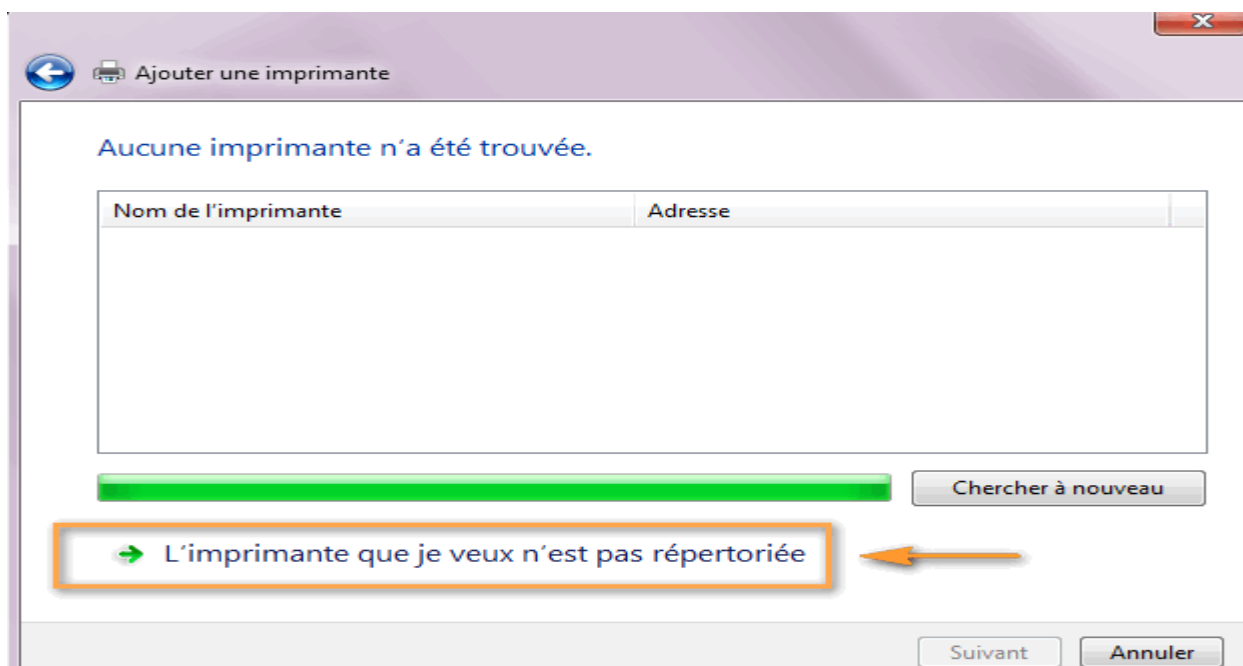 x
Ajouter une imprimante
Aucune imprimante n'a été trouvée.
Nom de l'imprimante Adresse
Chercher à nouveau
L'imprimante que je veux n'est pas répertoriée
Suivant Annuler